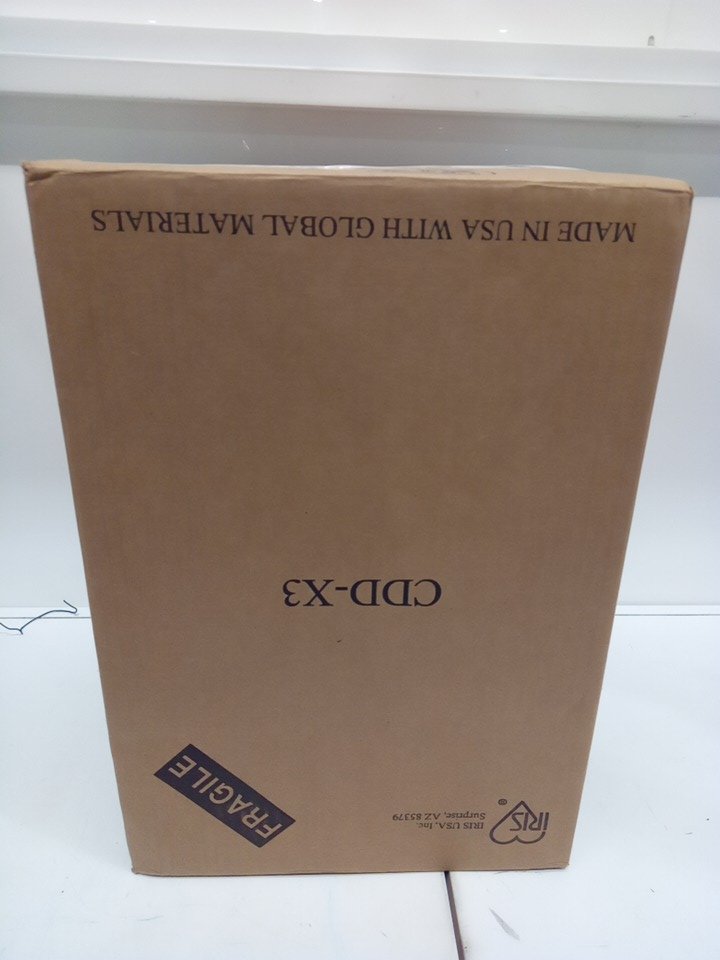 IRIS
®
IRIS USA, Inc.
Surprise, AZ 85379
FRAGILE
CDD-X3
MADE IN USA WITH GLOBAL MATERIALS